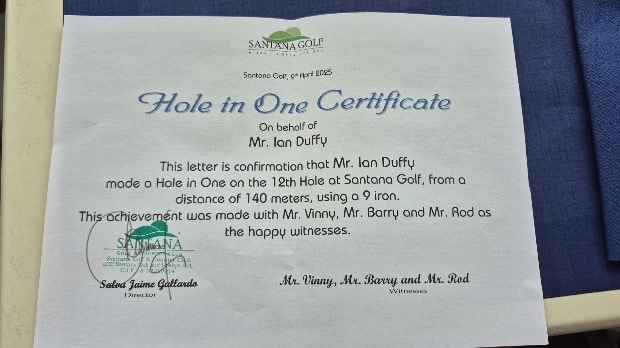 SANTANA GOLF
Santana Golf, 9th April 2025
Hole in One Certificate
On behalf of
Mr. Ian Duffy
This letter is confirmation that Mr. Ian Duffy
made a Hole in One on the 12th Hole at Santana Golf, from a
distance of 140 meters, using a 9 iron.
This achievement was made with Mr. Vinny, Mr. Barry and Mr. Rod as
the happy witnesses.
SANTANA
Salva Jaime Gallardo
Director
Mr. Vinny, Mr. Barry and Mr. Rod
Witnesses